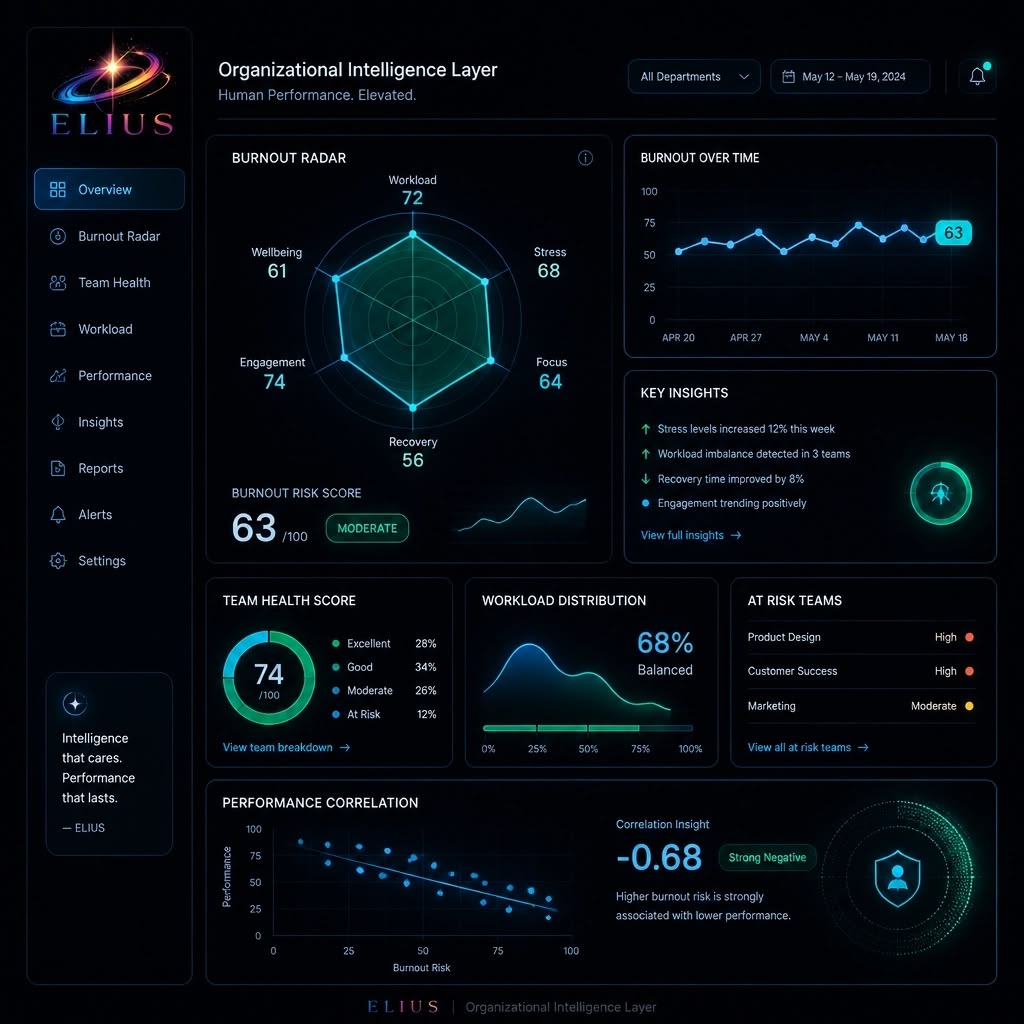 ELIUS
Organizational Intelligence Layer
Human Performance. Elevated.
All Departments
May 12 – May 19, 2024
Overview
Burnout Radar
Team Health
Workload
Performance
Insights
Reports
Alerts
Settings
Intelligence
that cares.
Performance
that lasts.
— ELIUS
BURNOUT RADAR
Workload
72
Wellbeing
61
Stress
68
Engagement
74
Focus
64
Recovery
56
BURNOUT RISK SCORE
63 /100
MODERATE
BURNOUT OVER TIME
100
75
50
25
0
63
APR 20 APR 27 MAY 4 MAY 11 MAY 18
KEY INSIGHTS
↑ Stress levels increased 12% this week
↑ Workload imbalance detected in 3 teams
↓ Recovery time improved by 8%
Engagement trending positively
View full insights →
TEAM HEALTH SCORE
74
/100
Excellent 28%
Good 34%
Moderate 26%
At Risk 12%
View team breakdown →
WORKLOAD DISTRIBUTION
68%
Balanced
0% 25% 50% 75% 100%
AT RISK TEAMS
Product Design High
Customer Success High
Marketing Moderate
View all at risk teams →
PERFORMANCE CORRELATION
Performance
100
75
50
25
0
0 25 50 75 100
Burnout Risk
Correlation Insight
-0.68 Strong Negative
Higher burnout risk is strongly
associated with lower performance.
ELIUS | Organizational Intelligence Layer